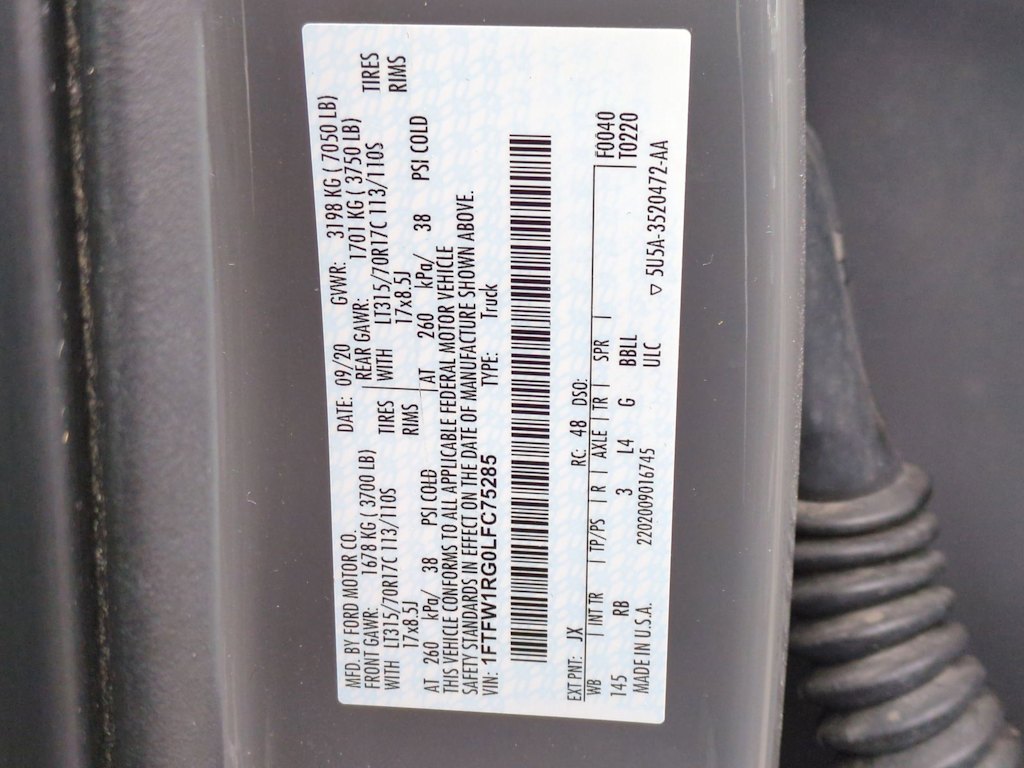 MFD. BY FORD MOTOR CO.
DATE: 09/20 GVWR: 3198 KG ( 7050 LB)
FRONT GAWR: 1678 KG ( 3700 LB) REAR GAWR: 1701 KG ( 3750 LB)
WITH LT315/70R17C 113/110S TIRES WITH LT315/70R17C 113/110S TIRES
17x8.5J RIMS 17x8.5J RIMS
AT 260 kPa/ 38 PSI COLD AT 260 kPa/ 38 PSI COLD
THIS VEHICLE CONFORMS TO ALL APPLICABLE FEDERAL MOTOR VEHICLE
SAFETY STANDARDS IN EFFECT ON THE DATE OF MANUFACTURE SHOWN ABOVE.
VIN: 1FTFW1RG0LFC75285 TYPE: Truck
EXT PNT: JX RC: 48 DSO: F0040
WB | INT TR | TP/PS | R | AXLE | TR | SPR | T0220
145 RB 3 L4 G BBLL
MADE IN U.S.A. 220200901674​5 ULC ▽ 5U5A-3520472-AA